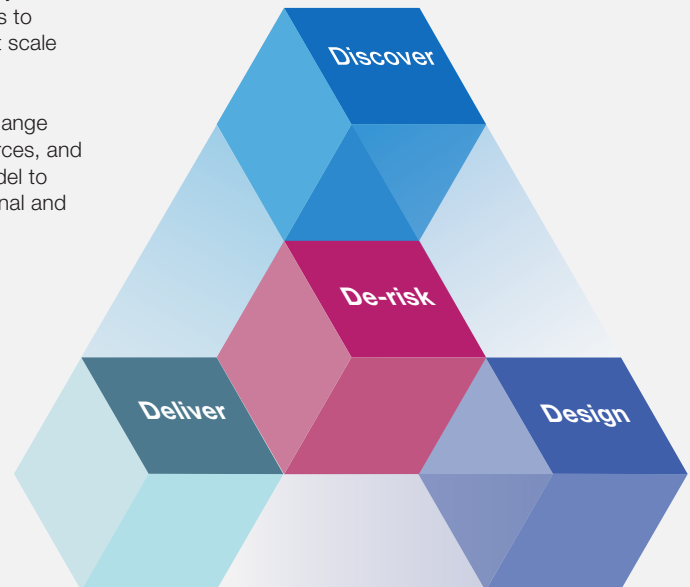 s to
scale
ange
rces, and
del to
nal and
Discover
De-risk
Deliver
Design